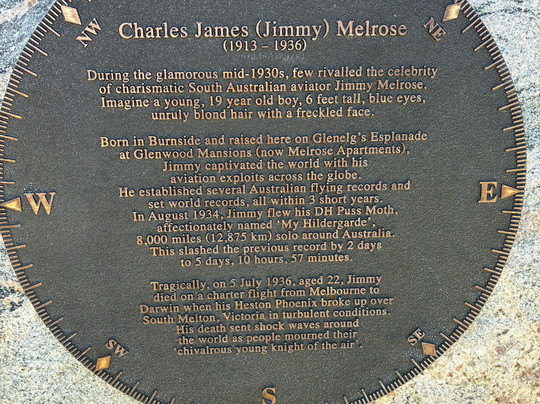 Charles James (Jimmy) Melrose
(1913 – 1936)
NW
NE
During the glamorous mid-1930s, few rivalled the celebrity
of charismatic South Australian aviator Jimmy Melrose.
Imagine a young, 19 year old boy, 6 feet tall, blue eyes,
unruly blond hair with a freckled face.
Born in Burnside and raised here on Glenelg's Esplanade
at Glenwood Mansions (now Melrose Apartments),
Jimmy captivated the world with his
aviation exploits across the globe.
He established several Australian flying records and
set world records, all within 3 short years.
W
E
In August 1934, Jimmy flew his DH Puss Moth,
affectionately named 'My Hildergarde',
8,000 miles (12,875 km) solo around Australia.
This slashed the previous record by 2 days
to 5 days, 10 hours, 57 minutes.
Tragically, on 5 July 1936, aged 22, Jimmy
died on a charter flight from Melbourne to
Darwin when his Heston Phoenix broke up over
South Melton, Victoria in turbulent conditions.
His death sent shock waves around
the world as people mourned their
'chivalrous young knight of the air'.
SW
SE
S